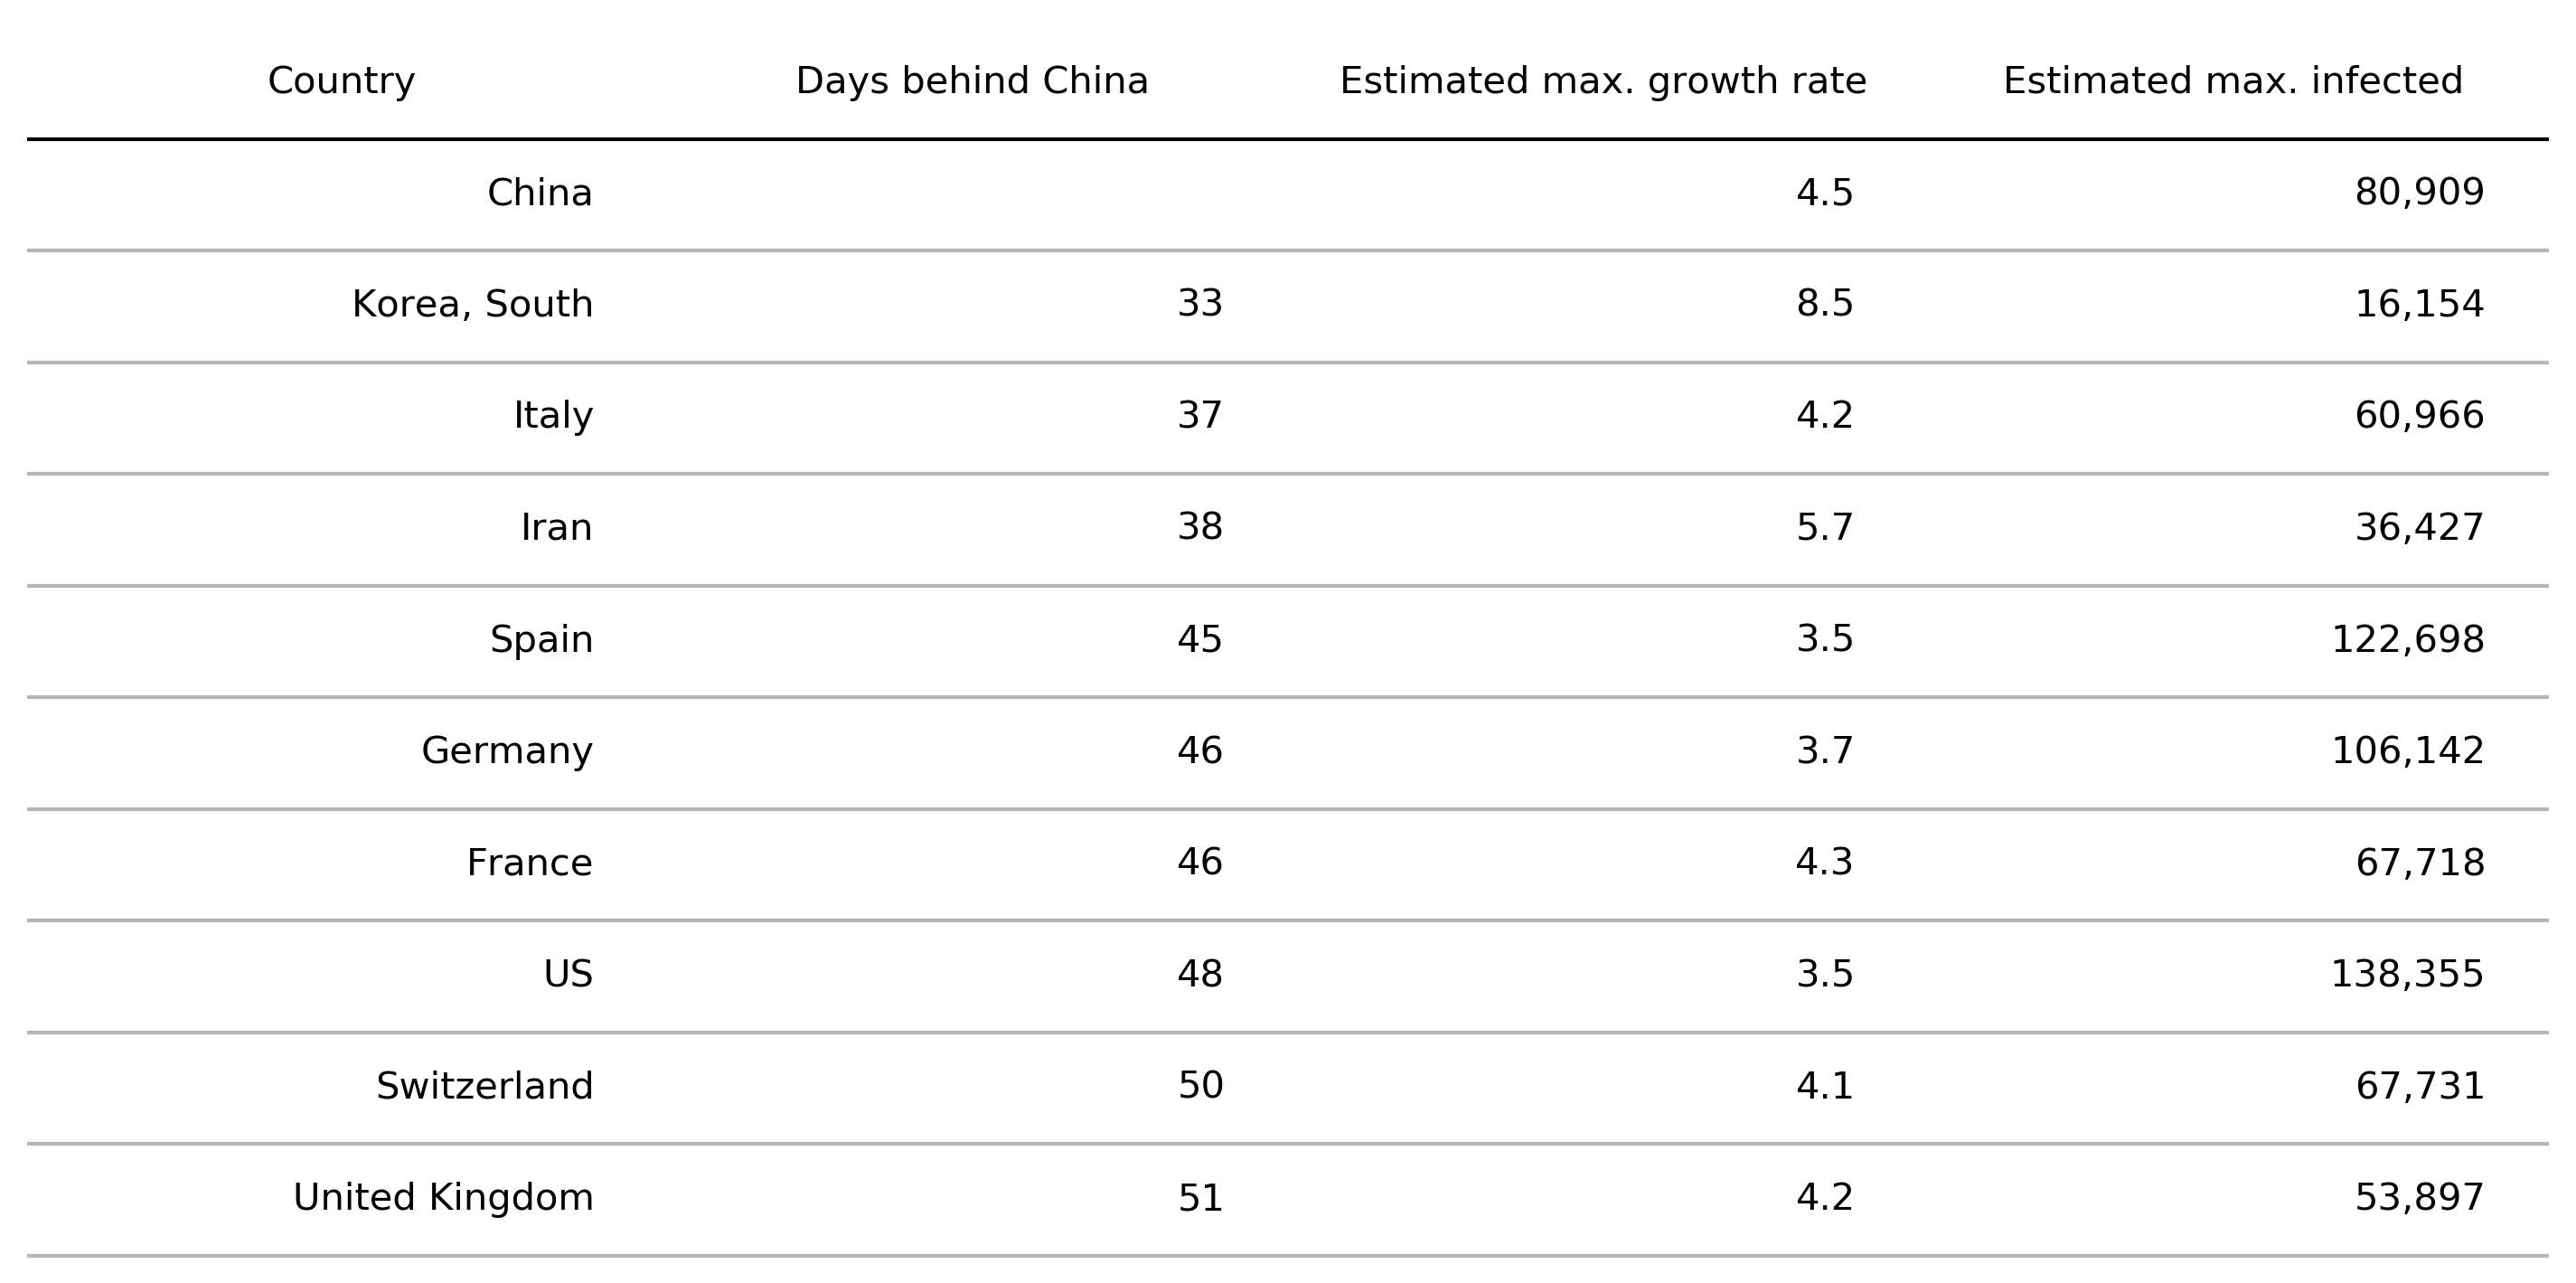 Country Days behind China Estimated max. growth rate Estimated max. infected
China 4.5 80,909
Korea, South 33 8.5 16,154
Italy 37 4.2 60,966
Iran 38 5.7 36,427
Spain 45 3.5 122,698
Germany 46 3.7 106,142
France 46 4.3 67,718
US 48 3.5 138,355
Switzerland 50 4.1 67,731
United Kingdom 51 4.2 53,897